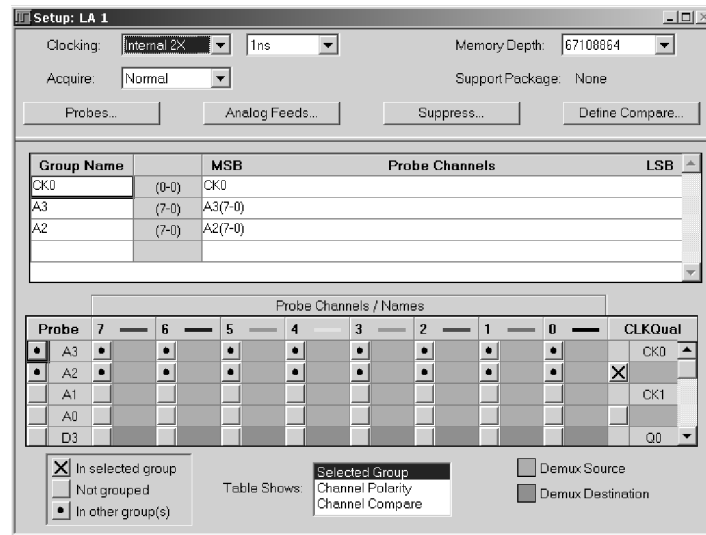 Setup: LA 1
Clocking: Internal 2X 1ns Memory Depth: 67108864
Acquire: Normal Support Package: None
Probes... Analog Feeds... Suppress... Define Compare...
Group Name MSB Probe Channels LSB
CK0 (0-0) CK0
A3 (7-0) A3(7-0)
A2 (7-0) A2(7-0)
Probe Channels / Names
Probe 7 6 5 4 3 2 1 0 CLKQual
A3 CK0
A2
A1 CK1
A0
D3 Q0
In selected group
Not grouped
In other group(s)
Table Shows: Selected Group
Channel Polarity
Channel Compare
Demux Source
Demux Destination